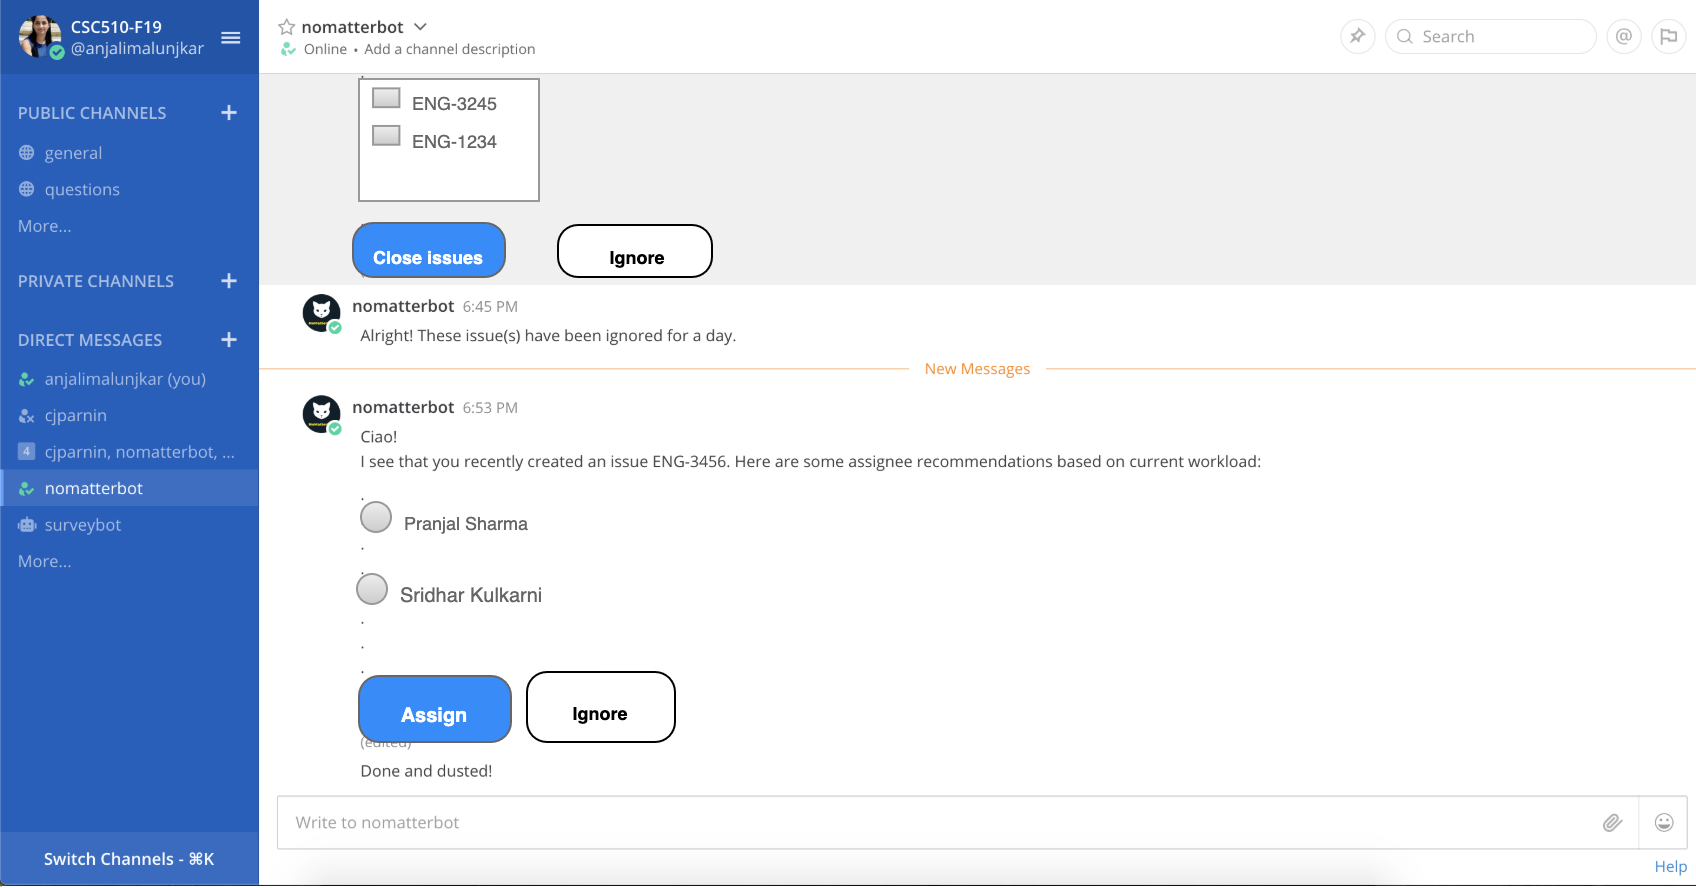 CSC510-F19
@anjalimalunjkar
PUBLIC CHANNELS
general
questions
More...
PRIVATE CHANNELS
DIRECT MESSAGES
anjalimalunjkar (you)
cjparnin
4 cjparnin, nomatterbot, ...
nomatterbot
surveybot
More...
Switch Channels - ⌘K
nomatterbot
Online • Add a channel description
Search
@
ENG-3245
ENG-1234
Close issues Ignore
nomatterbot 6:45 PM
Alright! These issue(s) have been ignored for a day.
New Messages
nomatterbot 6:53 PM
Ciao!
I see that you recently created an issue ENG-3456. Here are some assignee recommendations based on current workload:
.
Pranjal Sharma
.
.
Sridhar Kulkarni
.
.
.
Assign Ignore
(edited)
Done and dusted!
Write to nomatterbot
Help